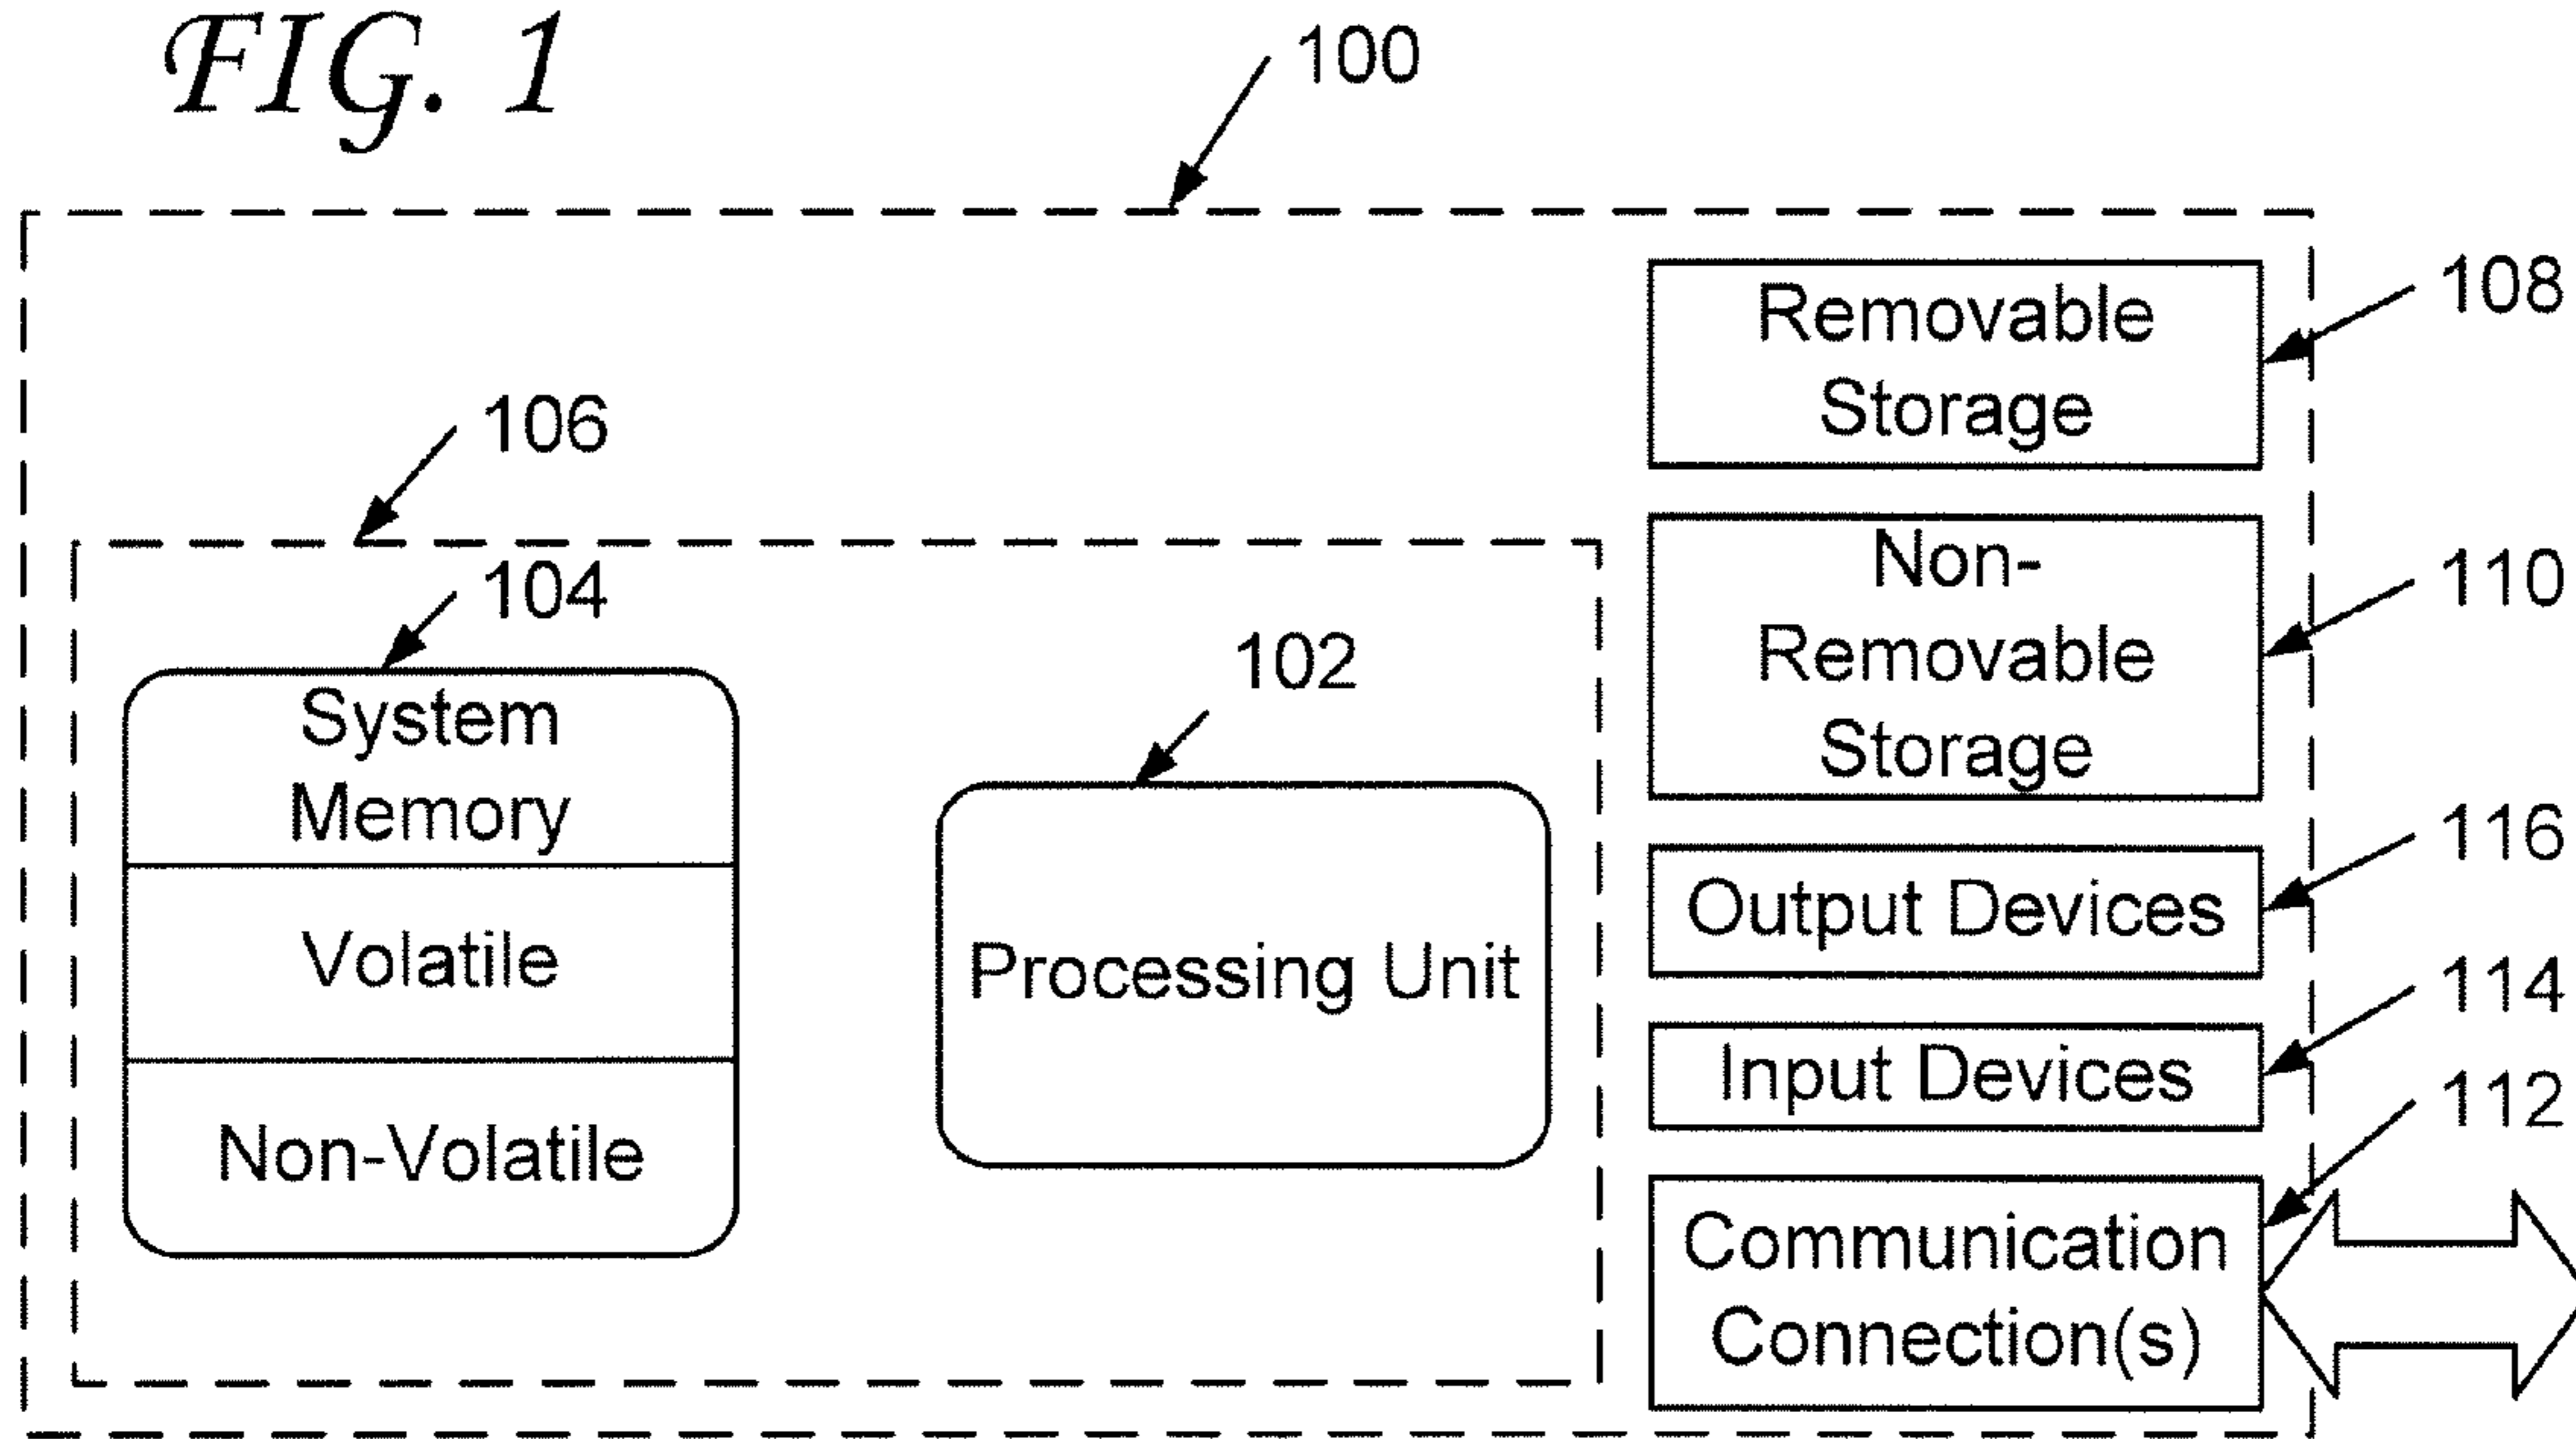 FIG. 1
100
Removable
Storage
108
106
Non-
Removable
Storage
110
104
System
Memory
102
116
Output Devices
Volatile
Processing Unit
114
Input Devices
112
Non-Volatile
Communication
Connection(s)